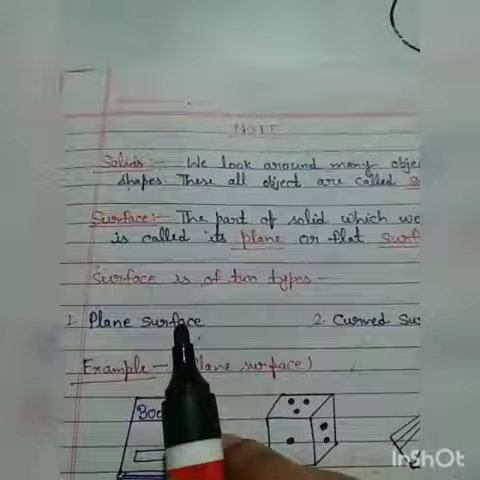 NOTE
Solids:- We look around many obje
shapes. These all object are called S
Surface:- The part of solid which we
is called its plane or flat surf
Surface is of two types -
1. Plane surface 2. Curved Su
Example - Plane surface)
Boo
InShOt